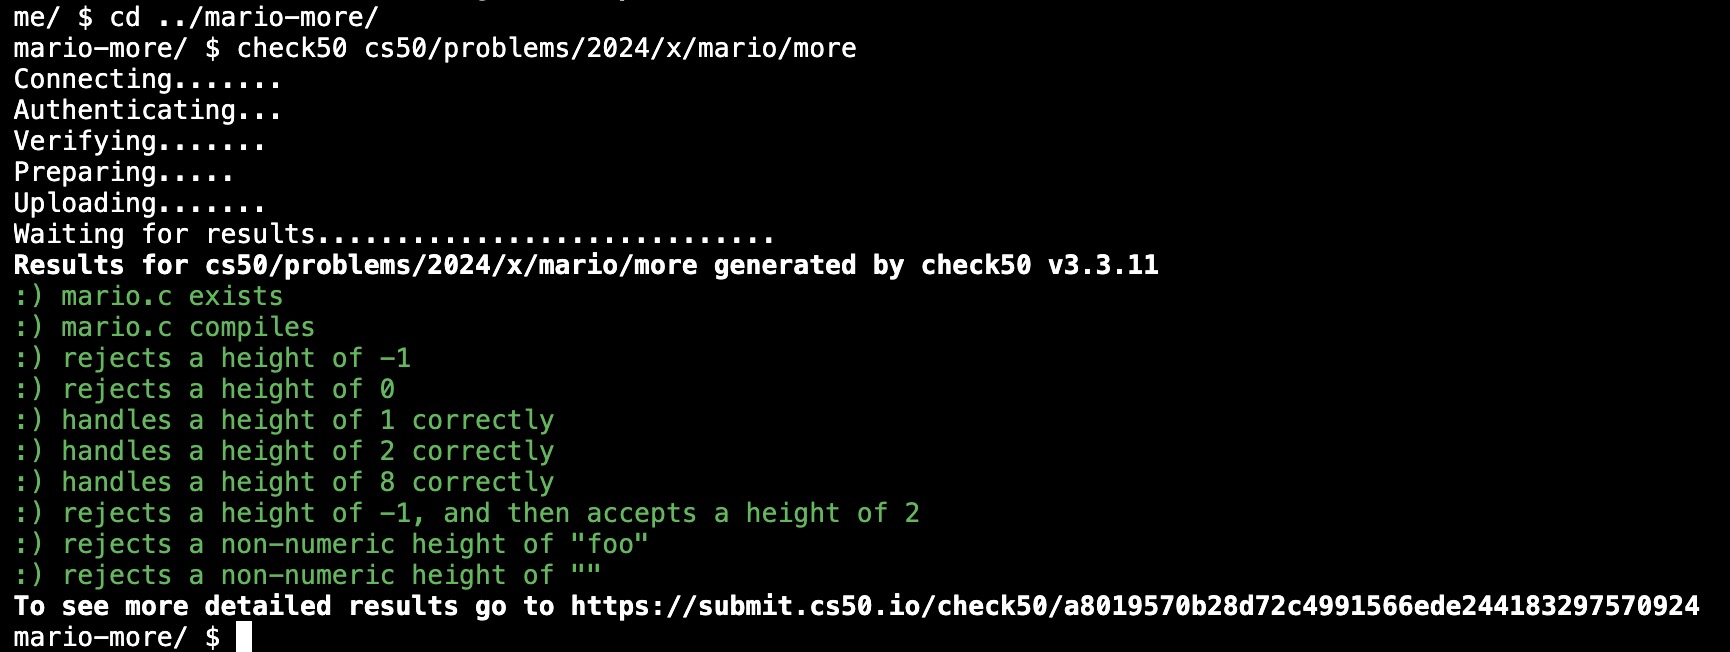 me/ $ cd ../mario-more/
mario-more/ $ check50 cs50/problems/2024/x/mario/more
Connecting.......
Authenticating...
Verifying.......
Preparing.....
Uploading.......
Waiting for results.............................
Results for cs50/problems/2024/x/mario/more generated by check50 v3.3.11
:) mario.c exists
:) mario.c compiles
:) rejects a height of -1
:) rejects a height of 0
:) handles a height of 1 correctly
:) handles a height of 2 correctly
:) handles a height of 8 correctly
:) rejects a height of -1, and then accepts a height of 2
:) rejects a non-numeric height of "foo"
:) rejects a non-numeric height of ""
To see more detailed results go to https://submit.cs50.io/check50/a8019570b28d72c4991566ede244183297570924
mario-more/ $